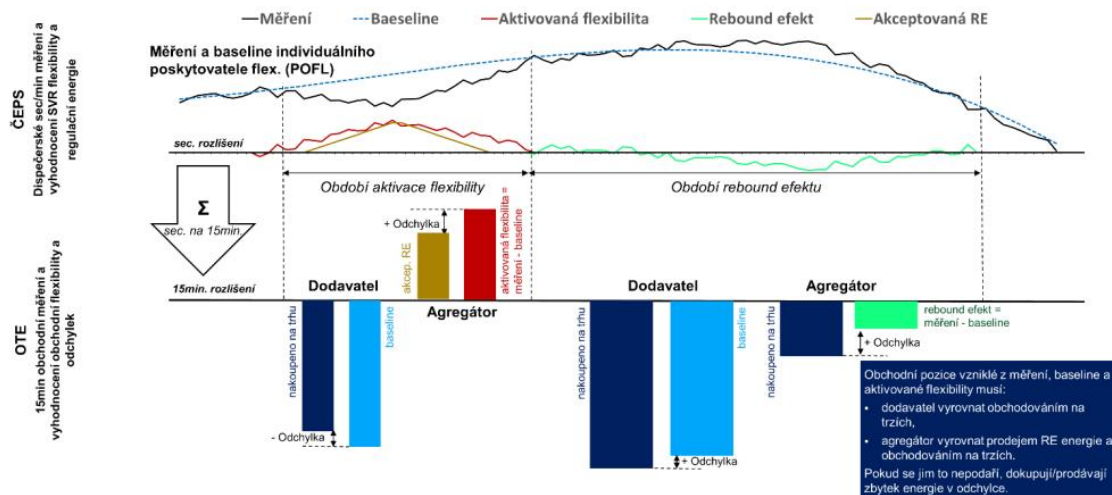 Měření
Baeseline
Aktivovaná flexibilita
Rebound efekt
Akceptovaná RE
ČEPS
Dispečerské sec/min měření a
vyhodnocení SVR flexibility a
regulační energie
Měření a baseline individuálního
poskytovatele flex. (POFL)
sec. rozlišení
Období aktivace flexibility
Období rebound efektu
Σ
sec. na 15min.
OTE
15min obchodní měření a
vyhodnocení obchodní flexibility a
odchylek
15min. rozlišení
+ Odchylka
akcep. RE
aktivovaná flexibilita =
měření - baseline
Dodavatel
Agregátor
nakoupeno na trhu
baseline
- Odchylka
Dodavatel
nakoupeno na trhu
baseline
+ Odchylka
Agregátor
nakoupeno na trhu
rebound efekt =
měření - baseline
+ Odchylka
Obchodní pozice vzniklé z měření, baseline a
aktivované flexibility musí:
• dodavatel vyrovnat obchodováním na
trzích,
• agregátor vyrovnat prodejem RE energie a
obchodováním na trzích.
Pokud se jim to nepodaří, dokupují/prodávají
zbytek energie v odchylce.